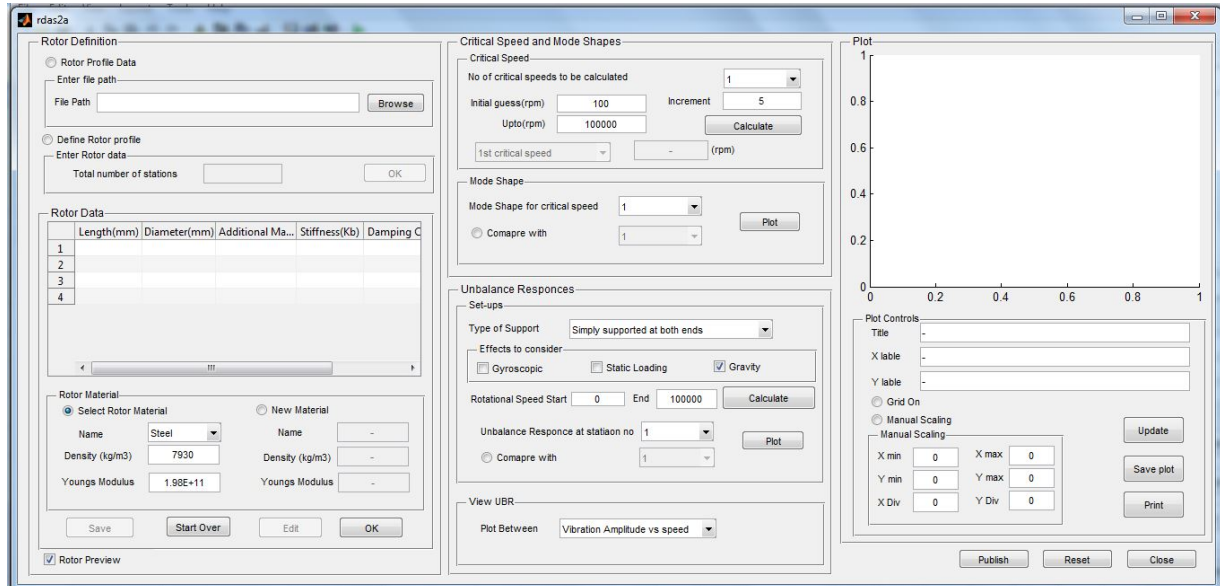 rdas2a
Rotor Definition
Rotor Profile Data
Enter file path
File Path Browse
Define Rotor profile
Enter Rotor data
Total number of stations OK
Rotor Data
Length(mm) Diameter(mm) Additional Ma... Stiffness(Kb) Damping C
1
2
3
4
Rotor Material
Select Rotor Material New Material
Name Steel Name -
Density (kg/m3) 7930 Density (kg/m3) -
Youngs Modulus 1.98E+11 Youngs Modulus -
Save Start Over Edit OK
Rotor Preview
Critical Speed and Mode Shapes
Critical Speed
No of critical speeds to be calculated 1
Initial guess(rpm) 100 Increment 5
Upto(rpm) 100000 Calculate
1st critical speed - (rpm)
Mode Shape
Mode Shape for critical speed 1
Plot
Comapre with 1
Unbalance Responces
Set-ups
Type of Support Simply supported at both ends
Effects to consider
Gyroscopic Static Loading Gravity
Rotational Speed Start 0 End 100000 Calculate
Unbalance Responce at stataion no 1
Plot
Comapre with 1
View UBR
Plot Between Vibration Amplitude vs speed
Plot
1
0.8
0.6
0.4
0.2
0
0 0.2 0.4 0.6 0.8 1
Plot Controls
Title -
X lable -
Y lable -
Grid On
Manual Scaling
Manual Scaling
X min 0 X max 0
Y min 0 Y max 0
X Div 0 Y Div 0
Update
Save plot
Print
Publish Reset Close